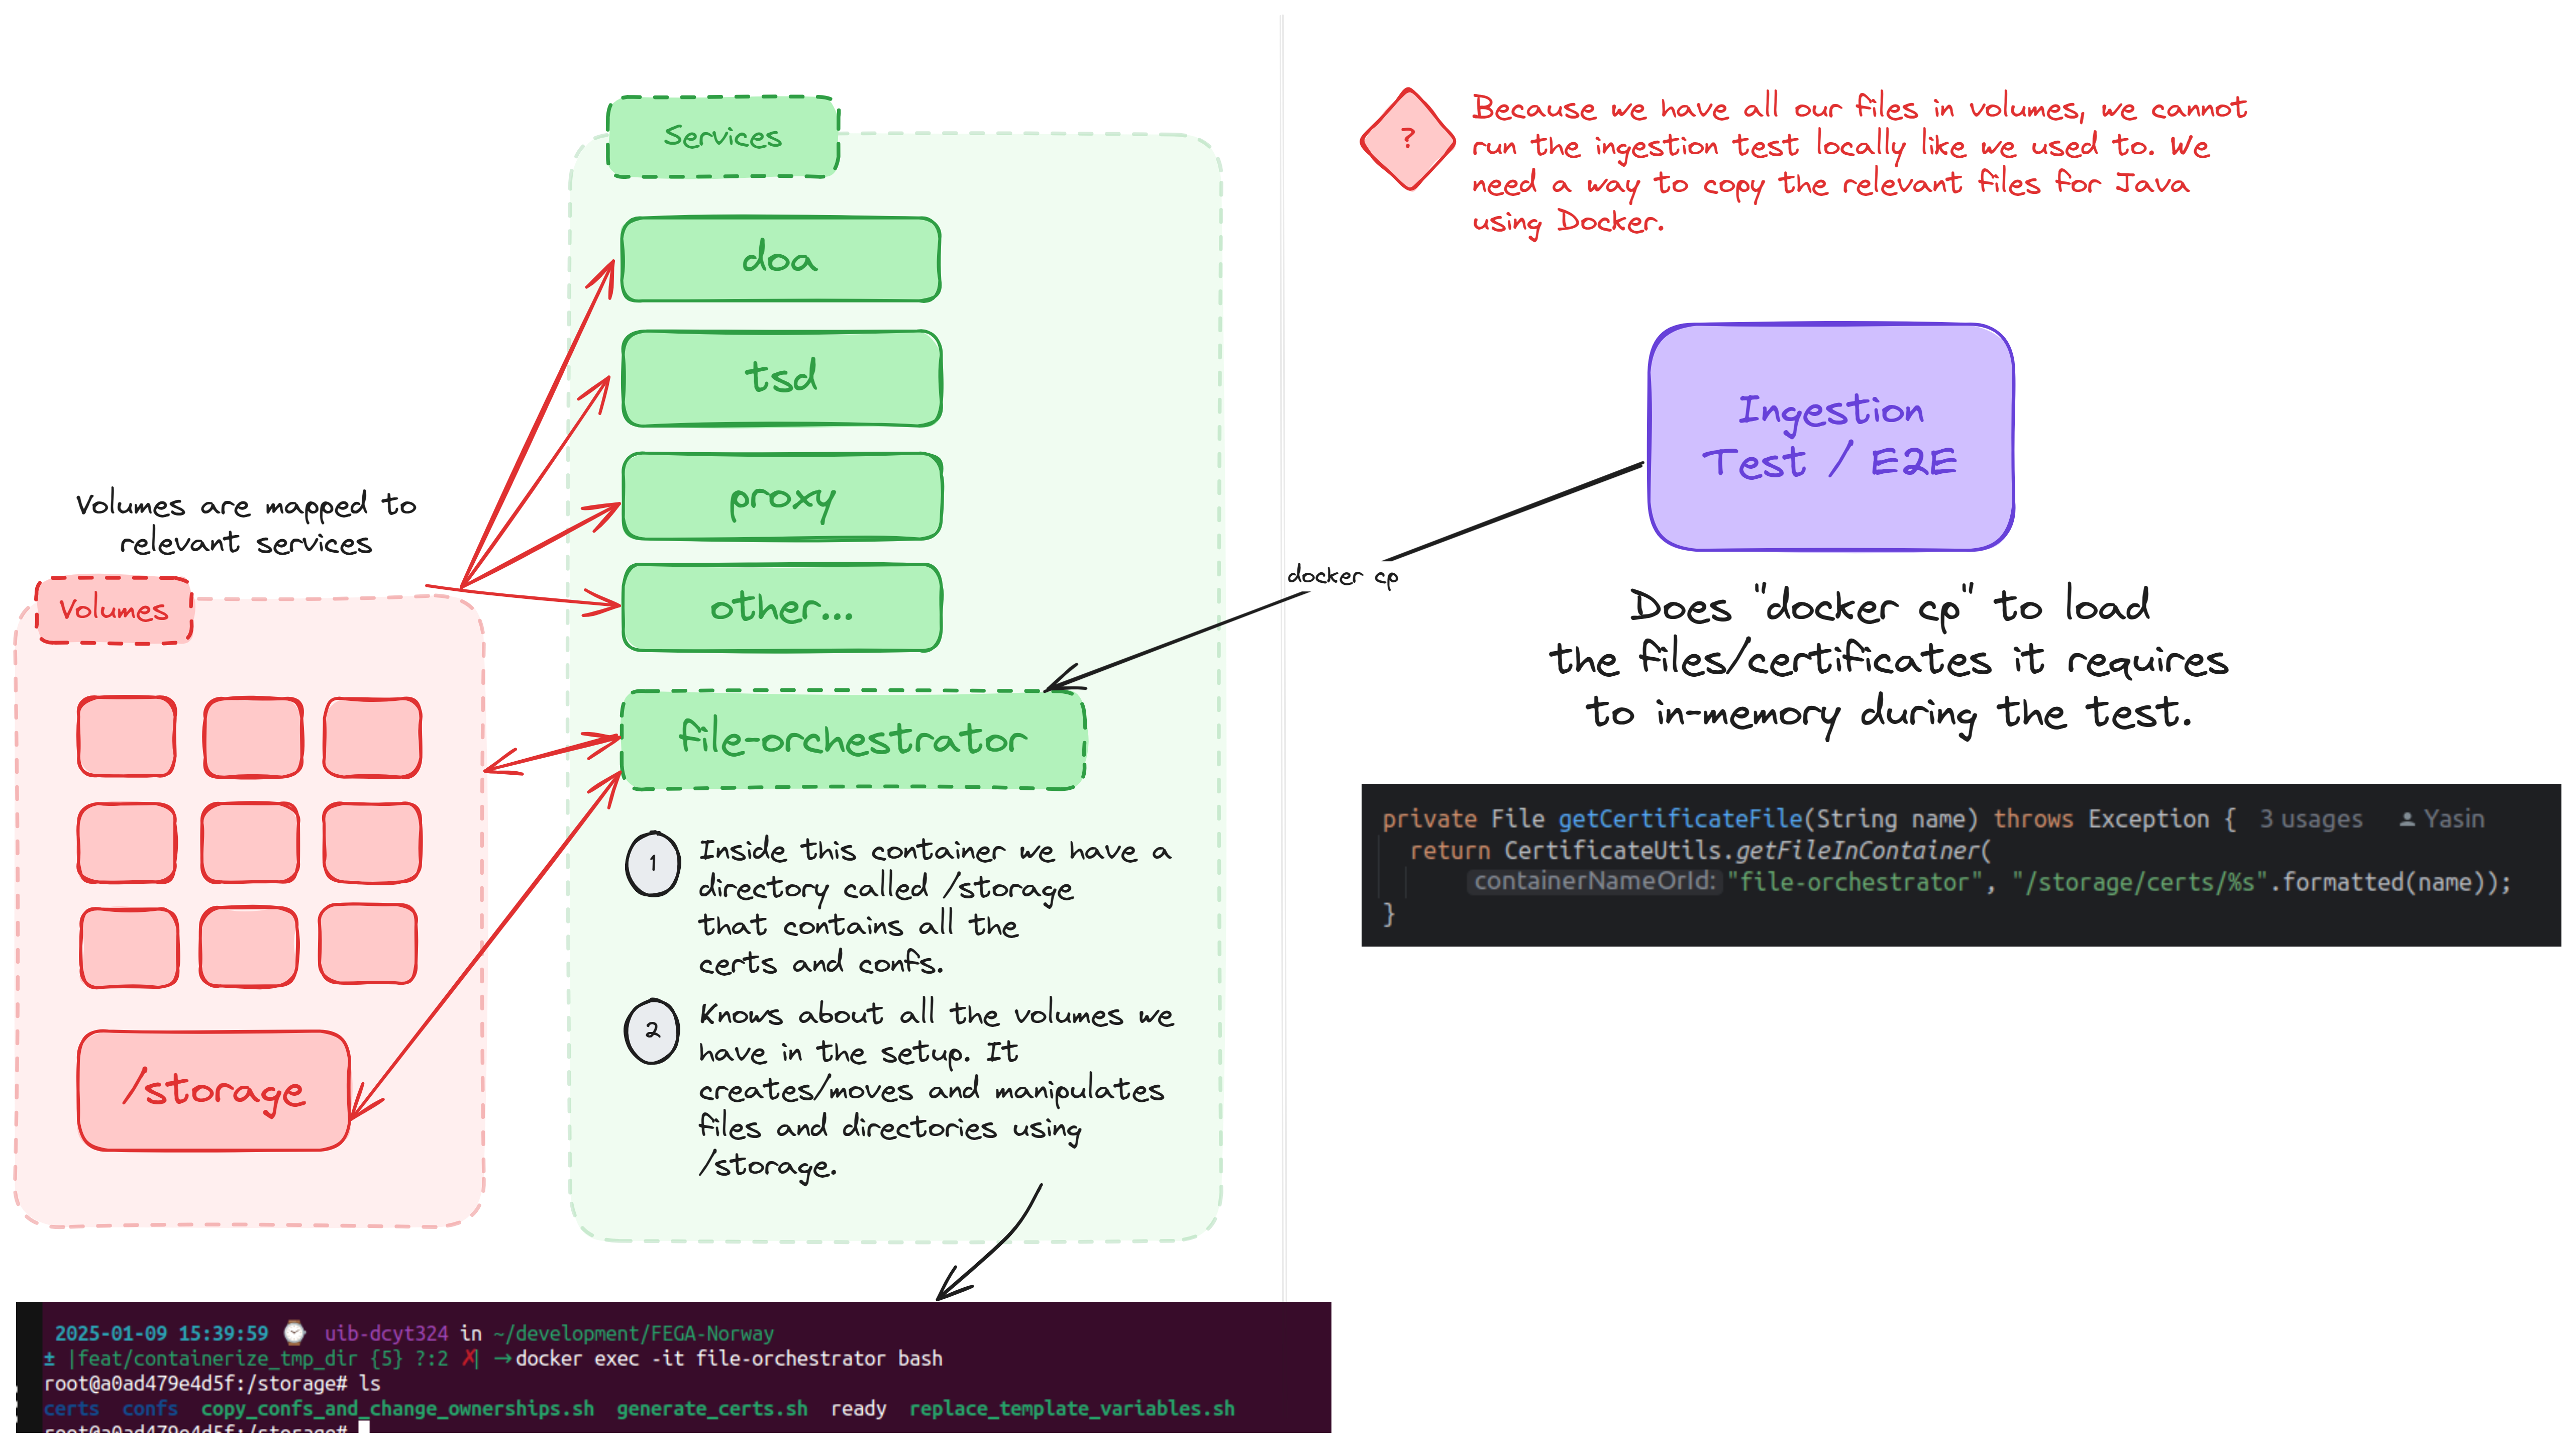 Services
doa
tsd
proxy
other...
file-orchestrator
1
Inside this container we have a
directory called /storage
that contains all the
certs and confs.
2
Knows about all the volumes we
have in the setup. It
creates/moves and manipulates
files and directories using
/storage.
Volumes are mapped to
relevant services
Volumes
/storage
2025-01-09 15:39:59 ⌚ uib-dcyt324 in ~/development/FEGA-Norway
± |feat/containerize_tmp_dir {5} ?:2 ✗| →docker exec -it file-orchestrator bash
root@a0ad479e4d5f:/storage# ls
certs confs copy_confs_and_change_ownerships.sh generate_certs.sh ready replace_template_variables.sh
root@a0ad479e4d5f:/storage#
?
Because we have all our files in volumes, we cannot
run the ingestion test locally like we used to. We
need a way to copy the relevant files for Java
using Docker.
Ingestion
Test / E2E
docker cp
Does "docker cp" to load
the files/certificates it requires
to in-memory during the test.
private File getCertificateFile(String name) throws Exception { 3 usages Yasin
return CertificateUtils.getFileInContainer(
containerNameOrId: "file-orchestrator", "/storage/certs/%s".formatted(name));
}